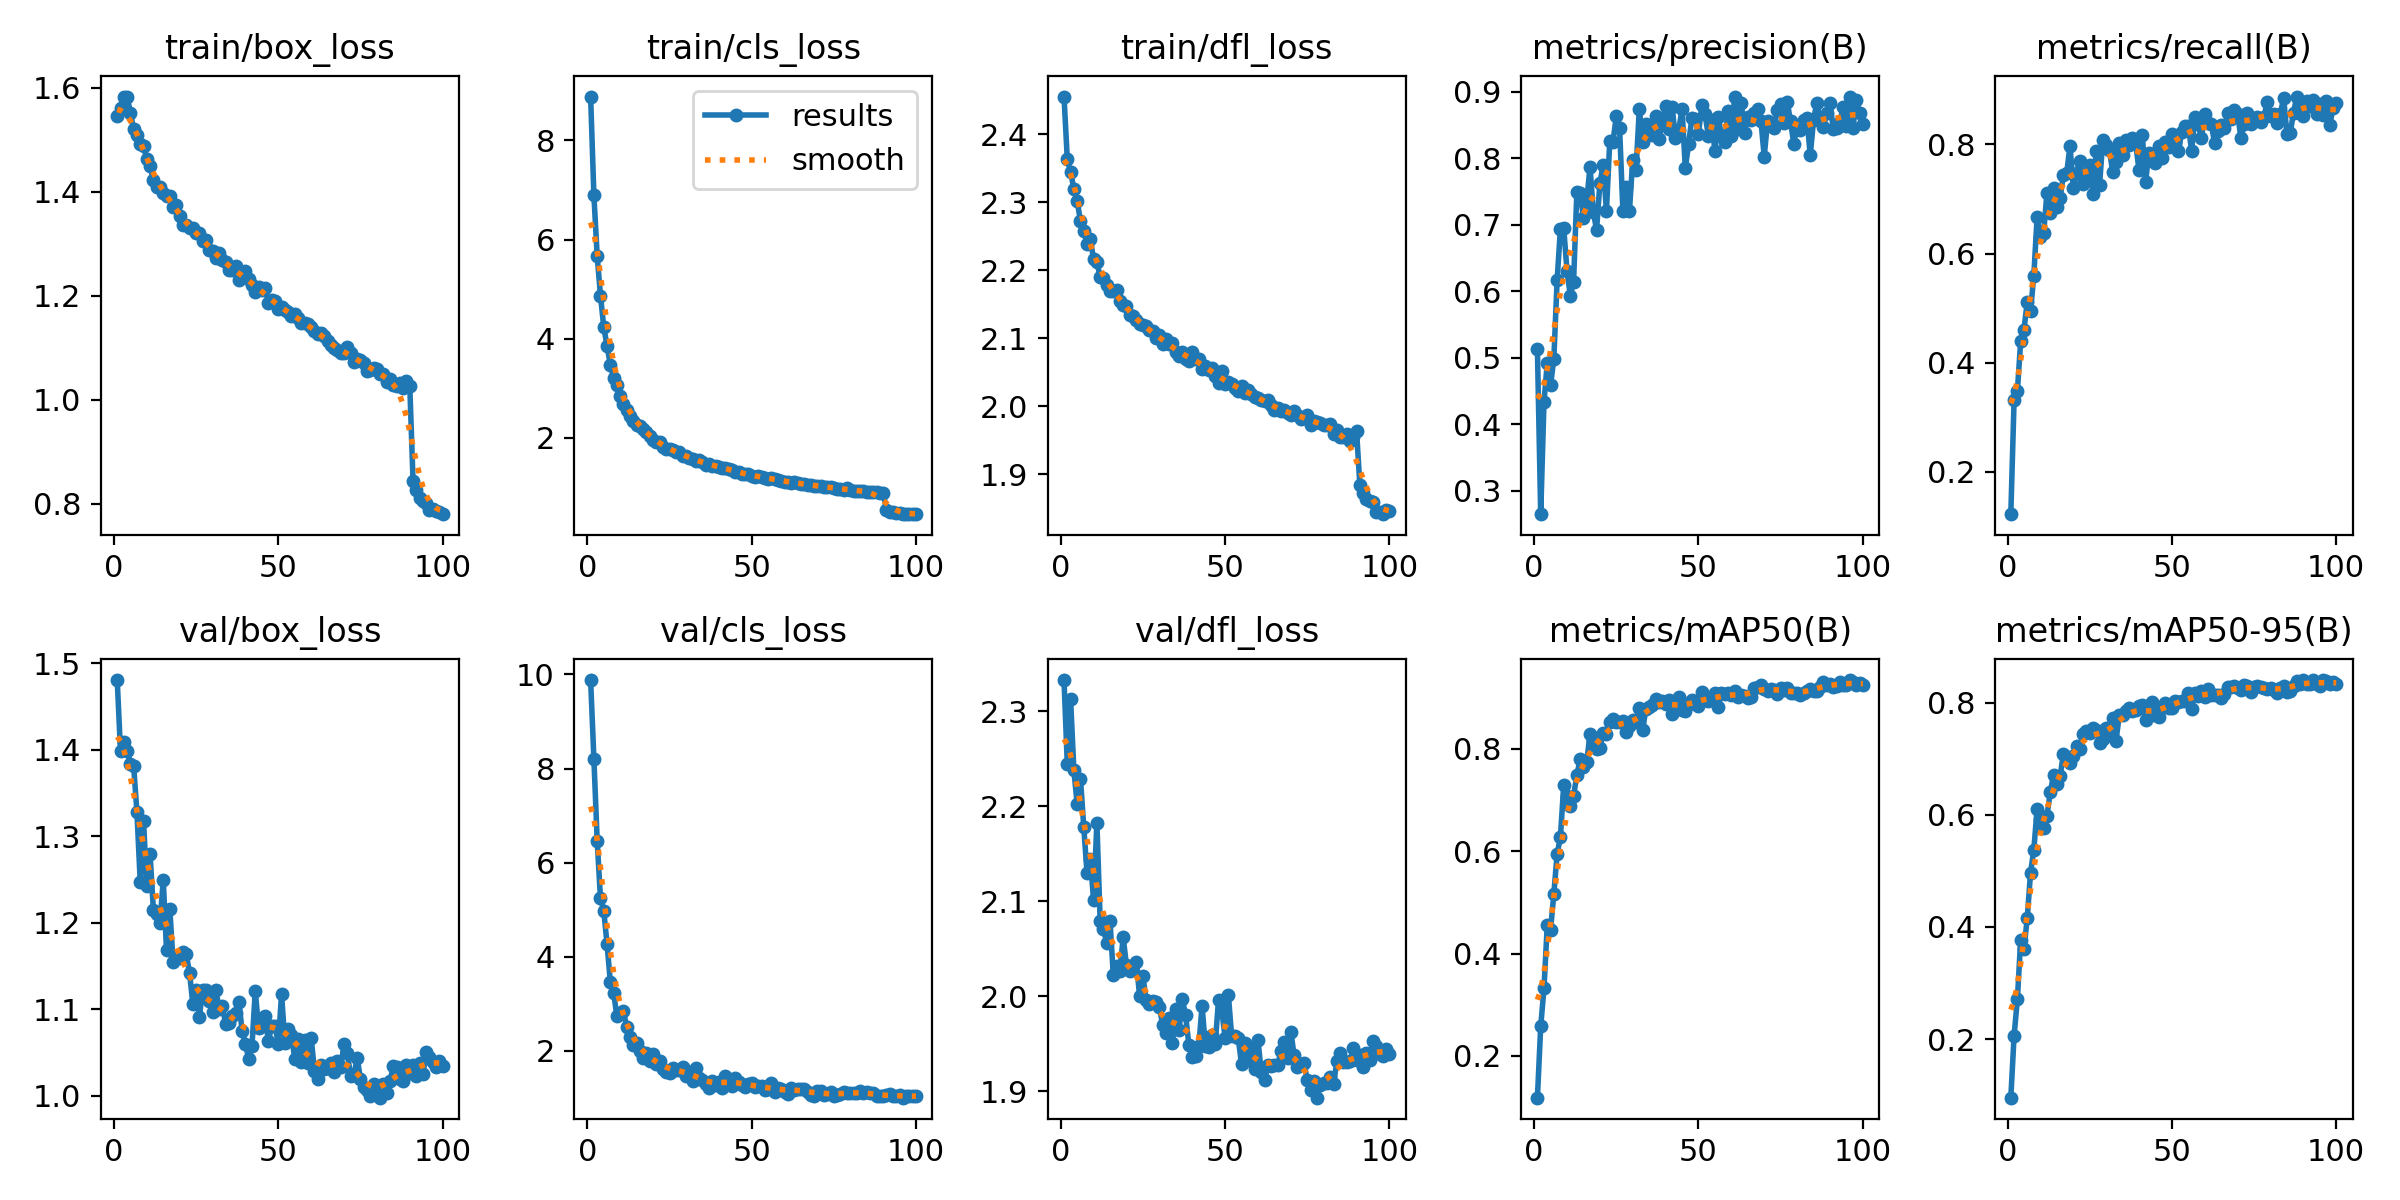 train/box_loss
1.6
1.4
1.2
1.0
0.8
0 50 100
train/cls_loss
results
smooth
8
6
4
2
0 50 100
train/dfl_loss
2.4
2.3
2.2
2.1
2.0
1.9
0 50 100
metrics/precision(B)
0.9
0.8
0.7
0.6
0.5
0.4
0.3
0 50 100
metrics/recall(B)
0.8
0.6
0.4
0.2
0 50 100
val/box_loss
1.5
1.4
1.3
1.2
1.1
1.0
0 50 100
val/cls_loss
10
8
6
4
2
0 50 100
val/dfl_loss
2.3
2.2
2.1
2.0
1.9
0 50 100
metrics/mAP50(B)
0.8
0.6
0.4
0.2
0 50 100
metrics/mAP50-95(B)
0.8
0.6
0.4
0.2
0 50 100